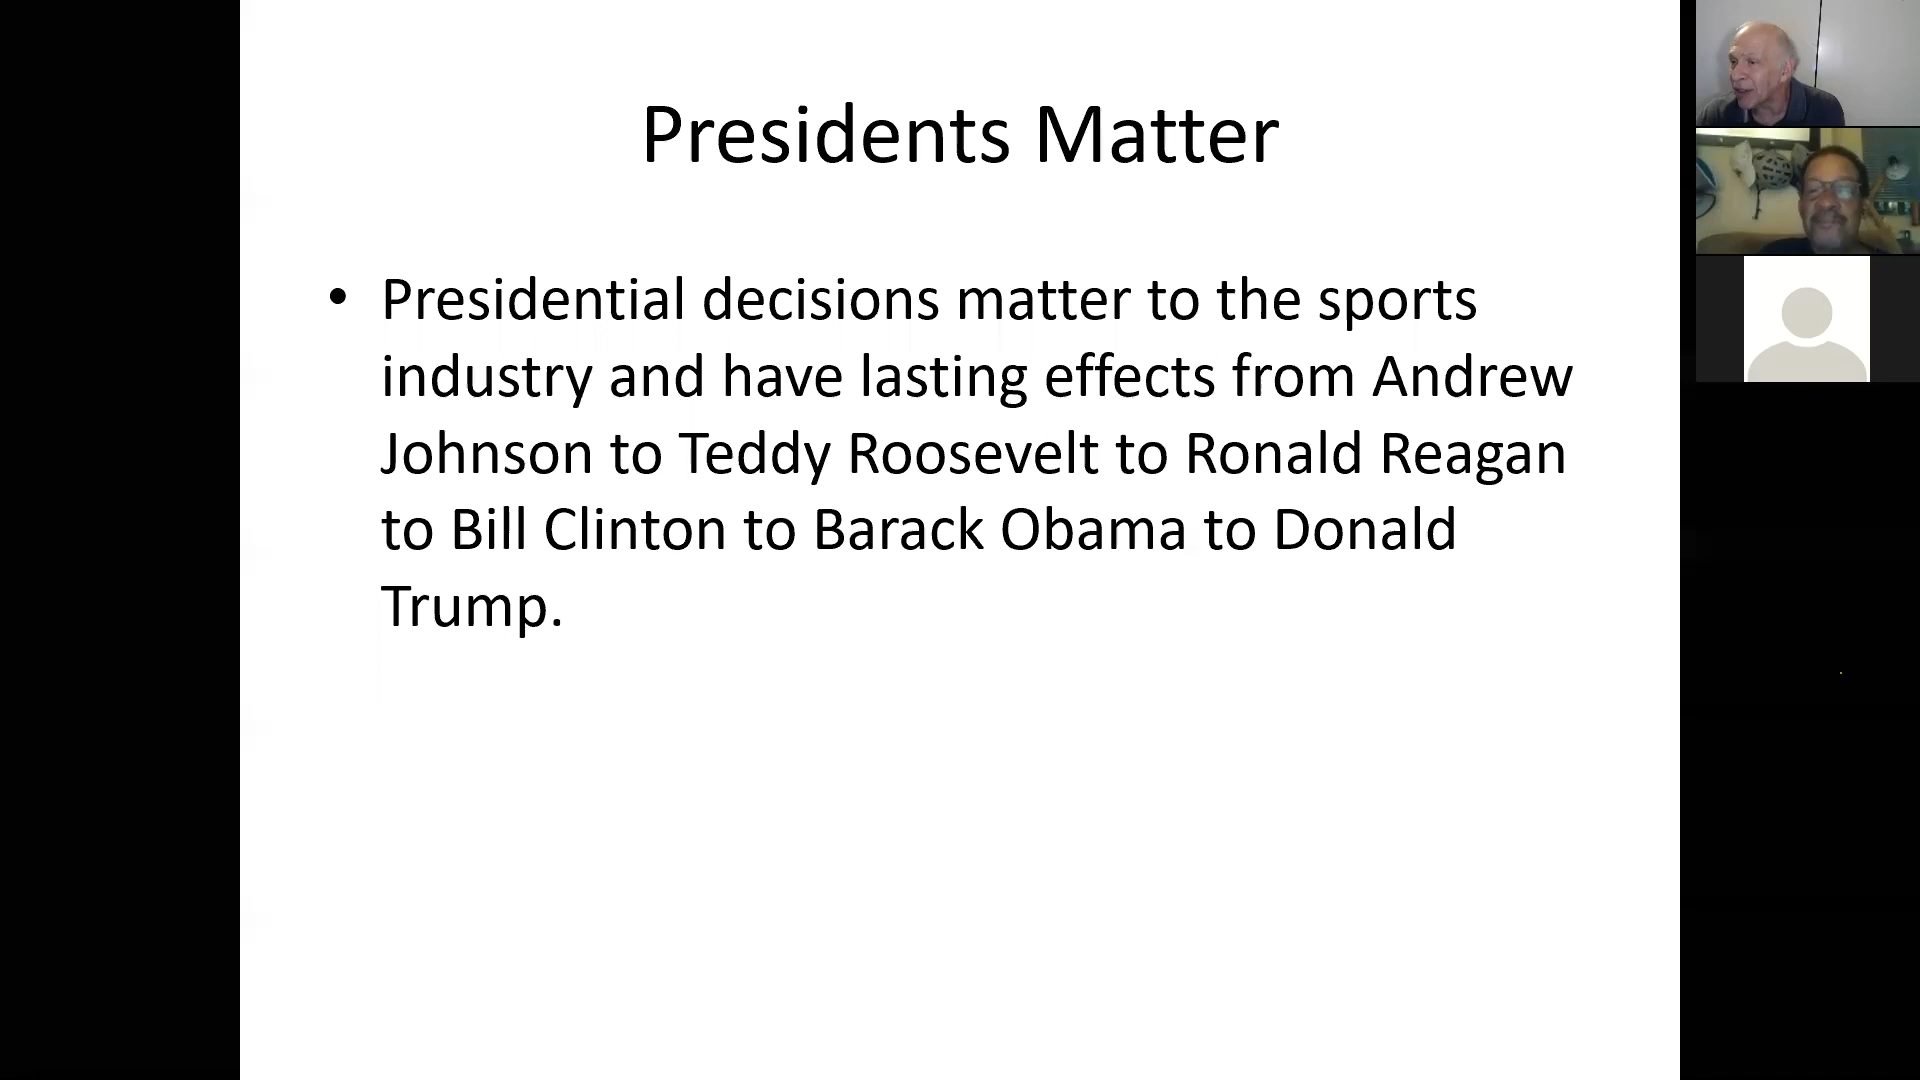 Presidents Matter
• Presidential decisions matter to the sports
industry and have lasting effects from Andrew
Johnson to Teddy Roosevelt to Ronald Reagan
to Bill Clinton to Barack Obama to Donald
Trump.